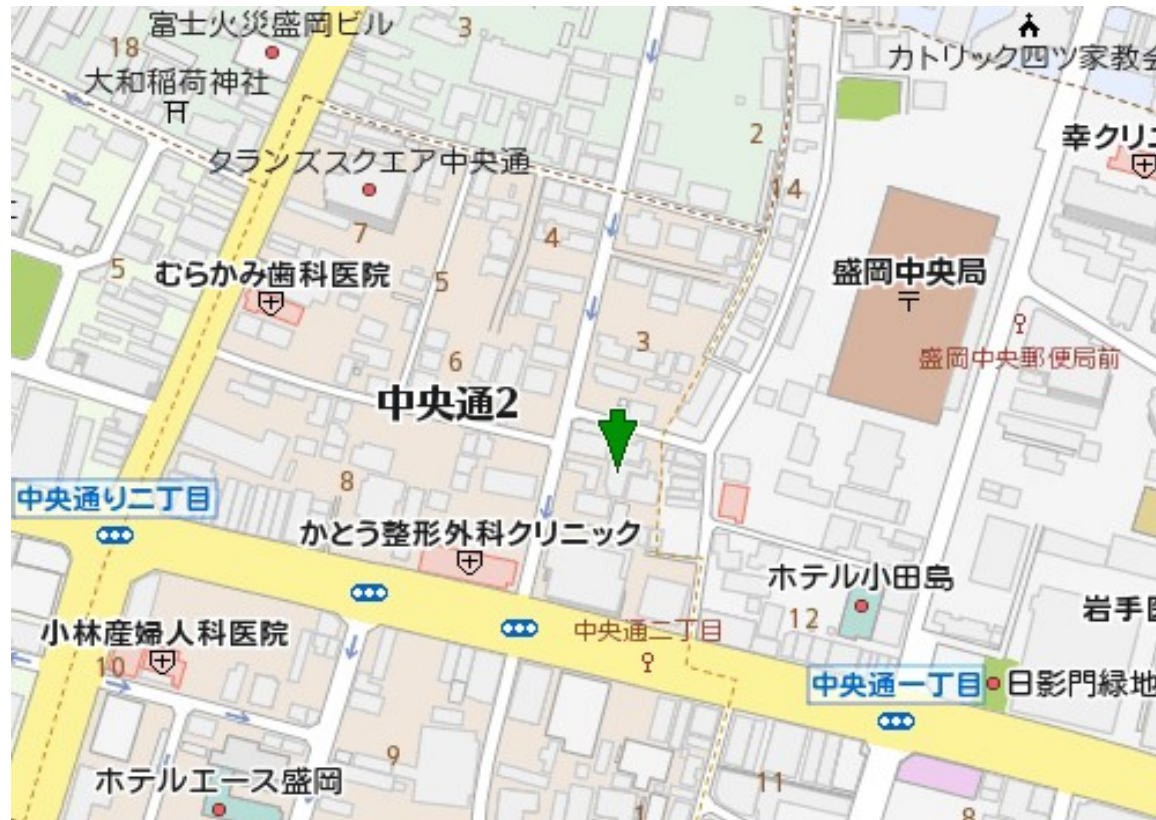 富士火災盛岡ビル
3
18
カトリック四ツ家教会
大和稲荷神社
2
幸クリニ
タランズスクエア中央通
14
7
4
5
むらかみ歯科医院
5
盛岡中央局
〒
3
盛岡中央郵便局前
6
中央通2
8
中央通り二丁目
かとう整形外科クリニック
ホテル小田島
12
岩手医
小林産婦人科医院
中央通二丁目
10
中央通一丁目
日影門緑地
9
ホテルエース盛岡
11
1
8